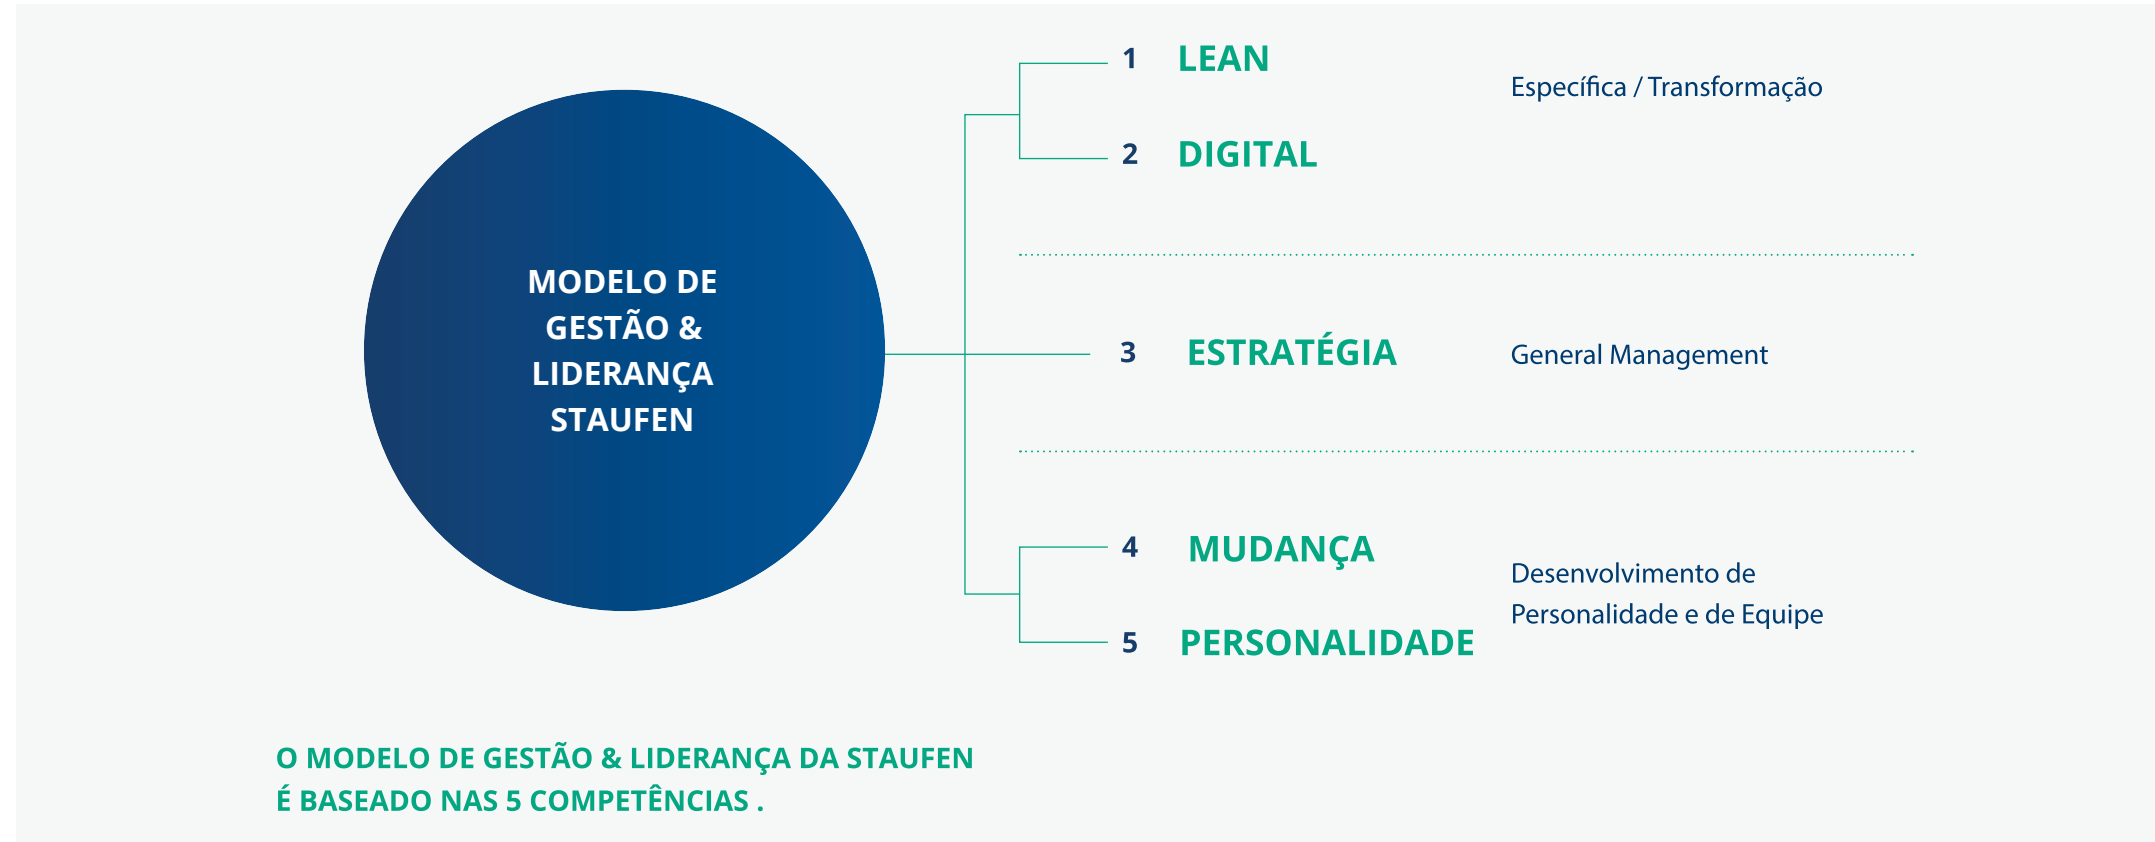 MODELO DE
GESTÃO &
LIDERANÇA
STAUFEN
1 LEAN
Específica / Transformação
2 DIGITAL
3 ESTRATÉGIA General Management
4 MUDANÇA
Desenvolvimento de
Personalidade e de Equipe
5 PERSONALIDADE
O MODELO DE GESTÃO & LIDERANÇA DA STAUFEN
É BASEADO NAS 5 COMPETÊNCIAS .